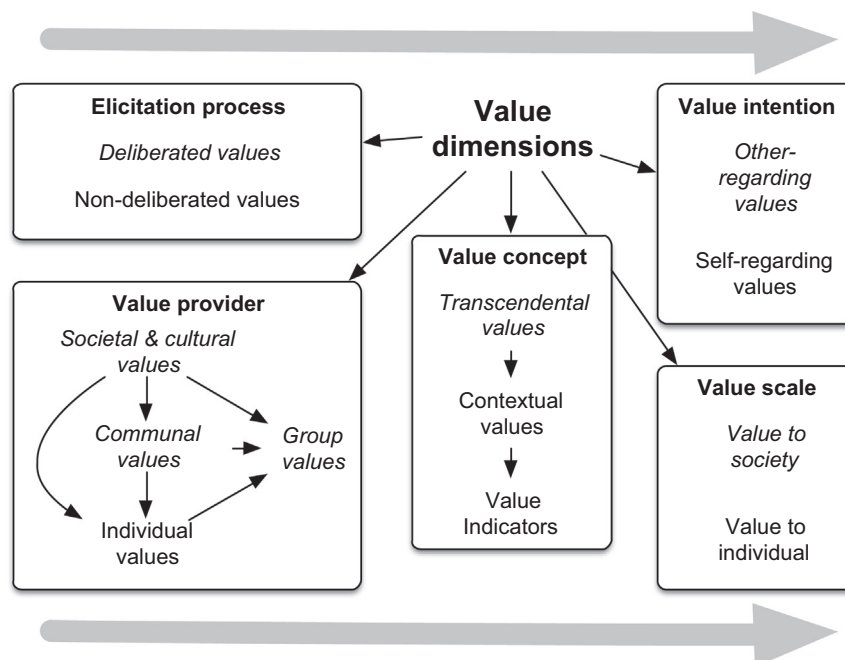 Elicitation process
Deliberated values
Non-deliberated values
Value
dimensions
Value intention
Other-
regarding
values
Self-regarding
values
Value provider
Societal & cultural
values
Communal
values
Group
values
Individual
values
Value concept
Transcendental
values
Contextual
values
Value
Indicators
Value scale
Value to
society
Value to
individual